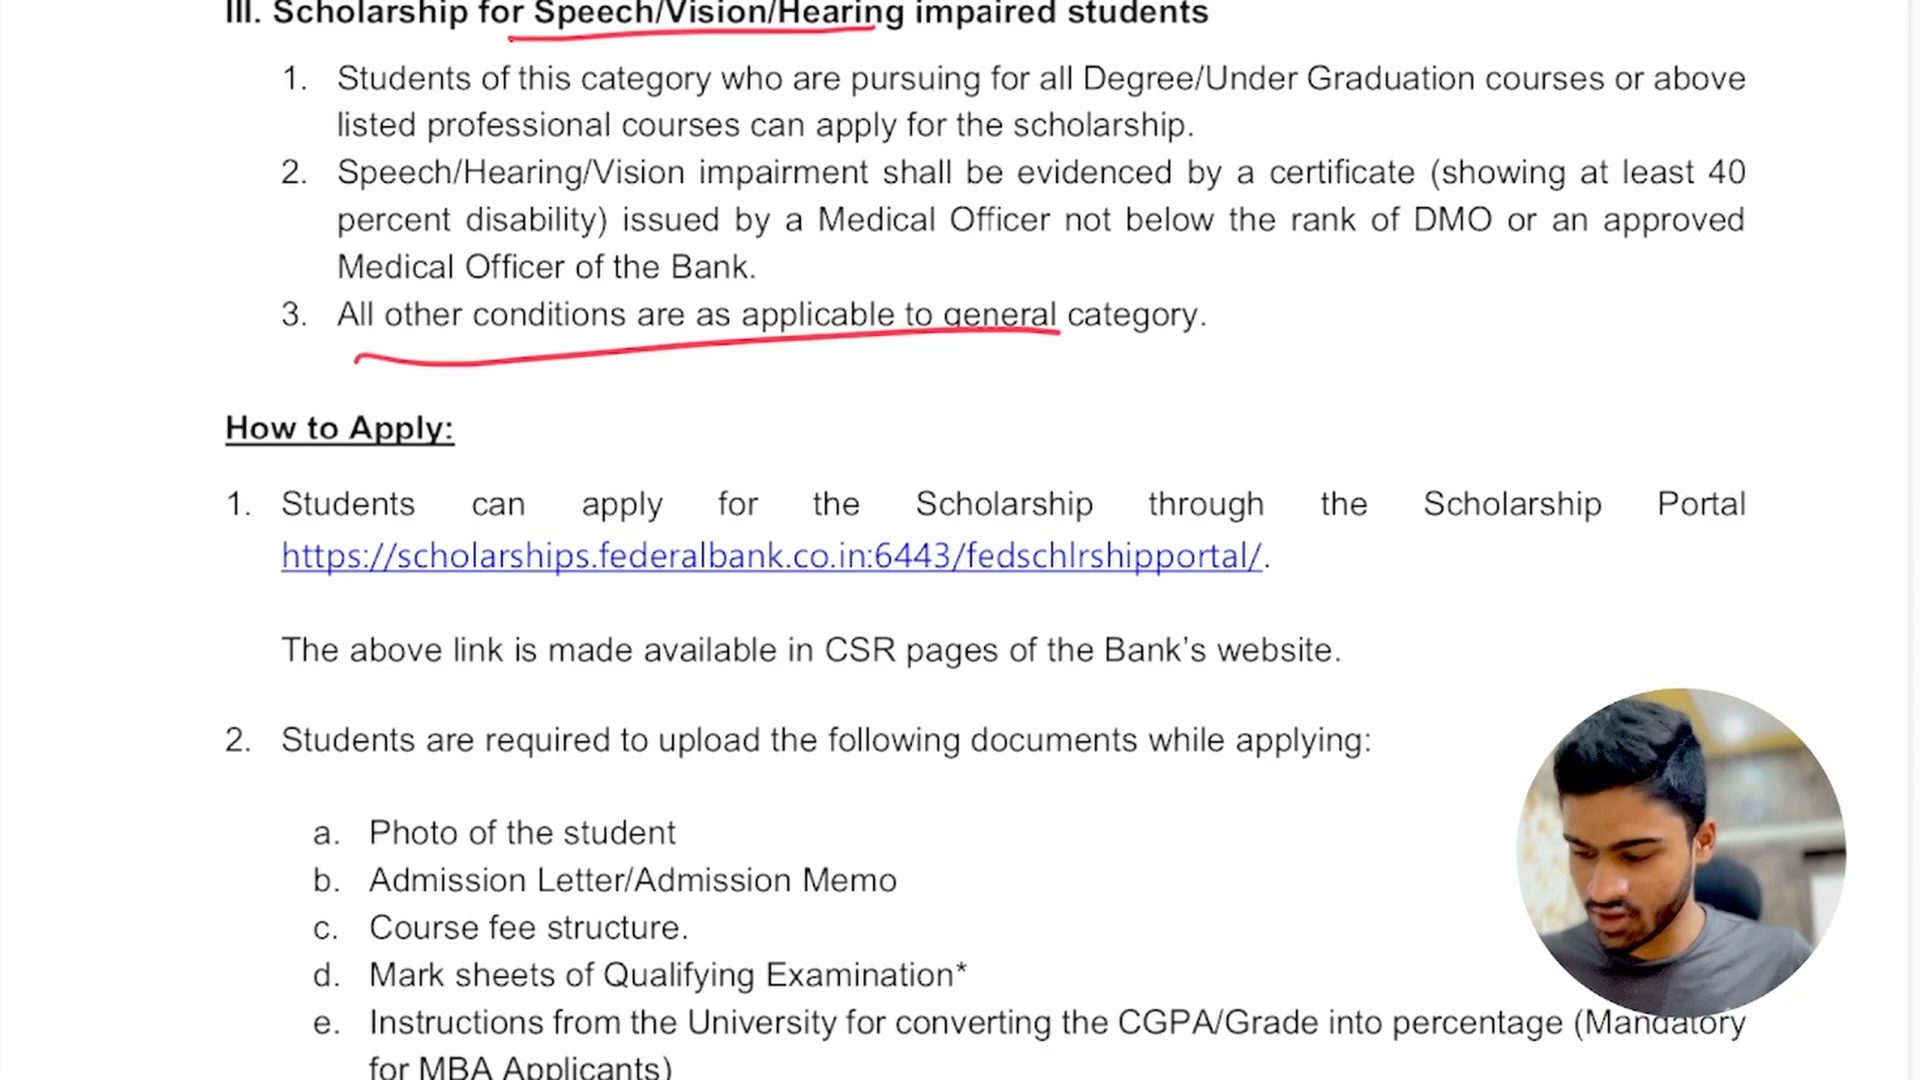 III. Scholarship for Speech/Vision/Hearing impaired students
1. Students of this category who are pursuing for all Degree/Under Graduation courses or above
listed professional courses can apply for the scholarship.
2. Speech/Hearing/Vision impairment shall be evidenced by a certificate (showing at least 40
percent disability) issued by a Medical Officer not below the rank of DMO or an approved
Medical Officer of the Bank.
3. All other conditions are as applicable to general category.
How to Apply:
1. Students can apply for the Scholarship through the Scholarship Portal
https://scholarships.federalbank.co.in:6443/fedschlrshipportal/.
The above link is made available in CSR pages of the Bank’s website.
2. Students are required to upload the following documents while applying:
a. Photo of the student
b. Admission Letter/Admission Memo
c. Course fee structure.
d. Mark sheets of Qualifying Examination*
e. Instructions from the University for converting the CGPA/Grade into percentage (Mandatory
for MBA Applicants)